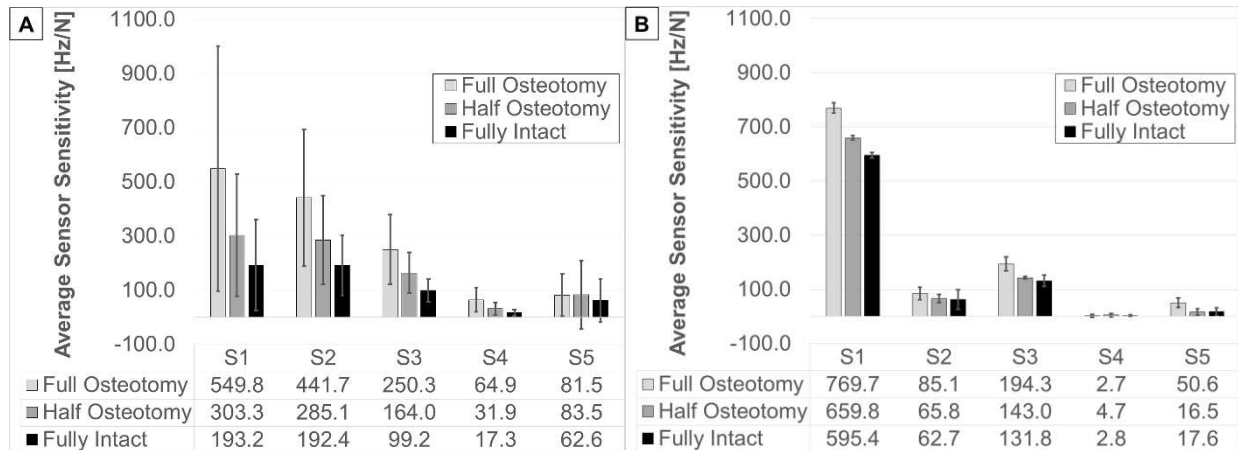 A
Average Sensor Sensitivity [Hz/N]
1100.0
900.0
700.0
500.0
300.0
100.0
-100.0
Full Osteotomy
Half Osteotomy
Fully Intact
S1 S2 S3 S4 S5
Full Osteotomy 549.8 441.7 250.3 64.9 81.5
Half Osteotomy 303.3 285.1 164.0 31.9 83.5
Fully Intact 193.2 192.4 99.2 17.3 62.6
B
Average Sensor Sensitivity [Hz/N]
1100.0
900.0
700.0
500.0
300.0
100.0
-100.0
Full Osteotomy
Half Osteotomy
Fully Intact
S1 S2 S3 S4 S5
Full Osteotomy 769.7 85.1 194.3 2.7 50.6
Half Osteotomy 659.8 65.8 143.0 4.7 16.5
Fully Intact 595.4 62.7 131.8 2.8 17.6